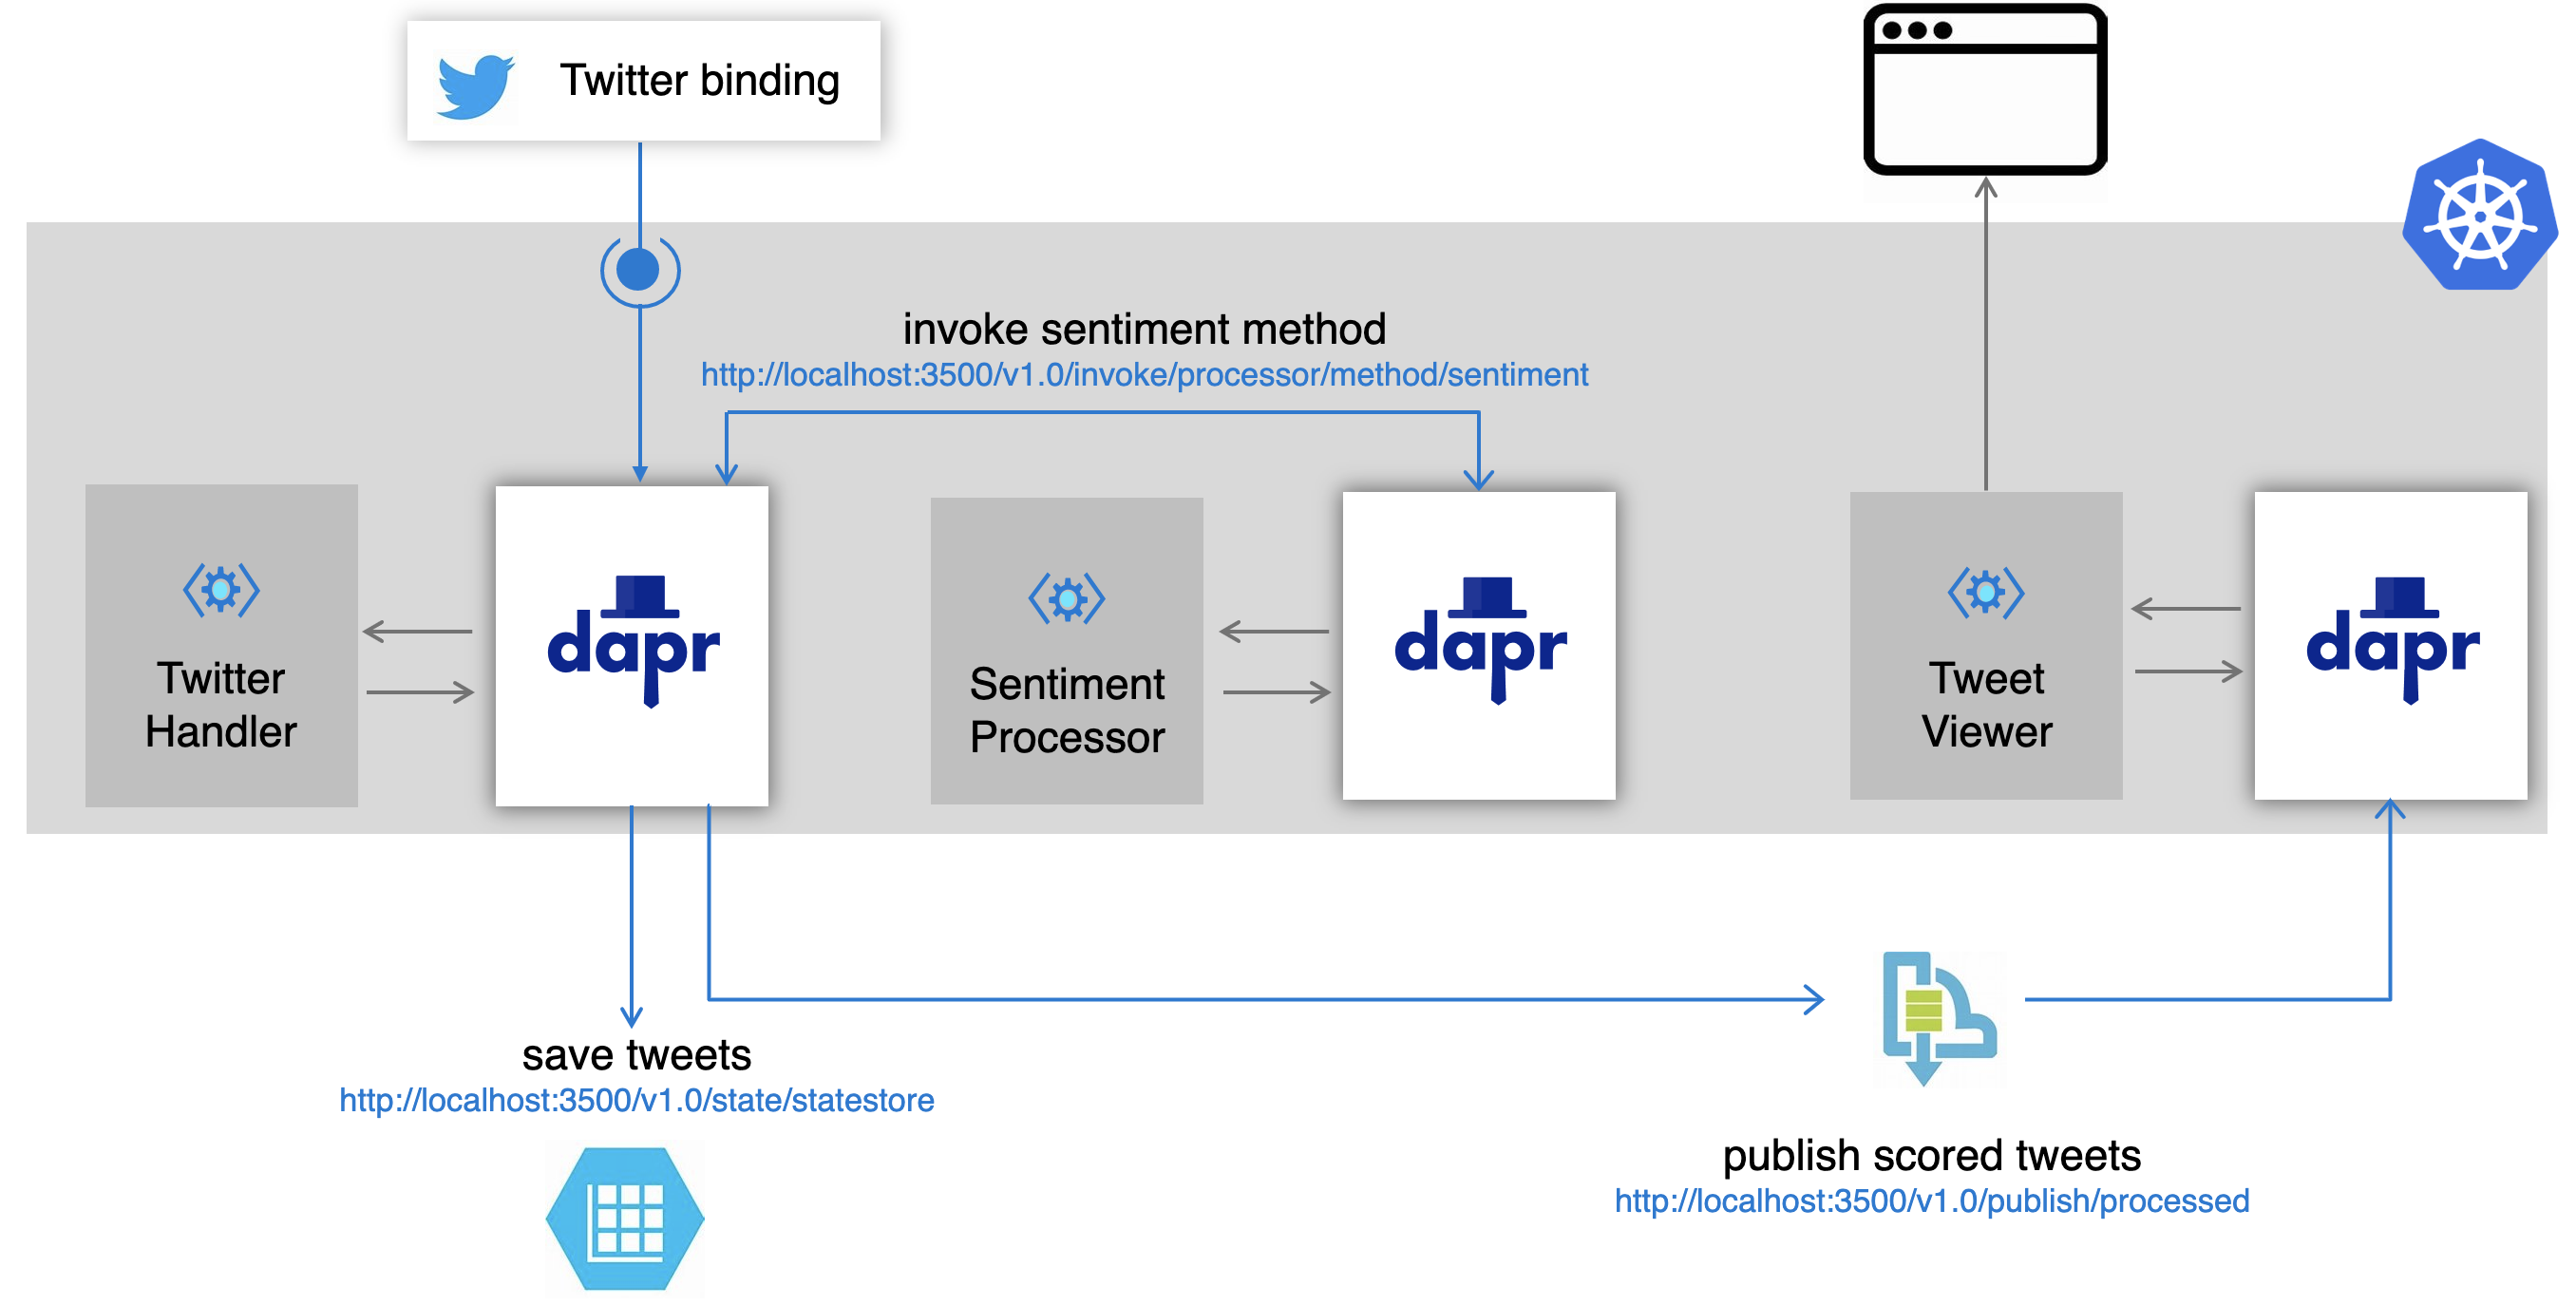 Twitter binding
invoke sentiment method
http://localhost:3500/v1.0/invoke/processor/method/sentiment
Twitter
Handler
dapr
Sentiment
Processor
dapr
Tweet
Viewer
dapr
save tweets
http://localhost:3500/v1.0/state/statestore
publish scored tweets
http://localhost:3500/v1.0/publish/processed